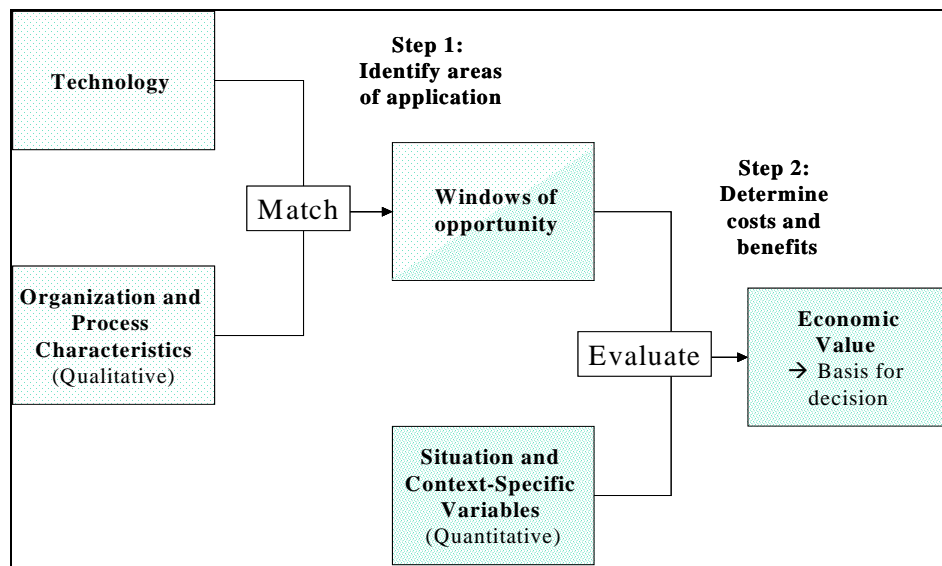 Technology
Step 1:
Identify areas
of application
Match
Windows of
opportunity
Step 2:
Determine
costs and
benefits
Organization and
Process
Characteristics
(Qualitative)
Evaluate
Economic
Value
→ Basis for
decision
Situation and
Context-Specific
Variables
(Quantitative)